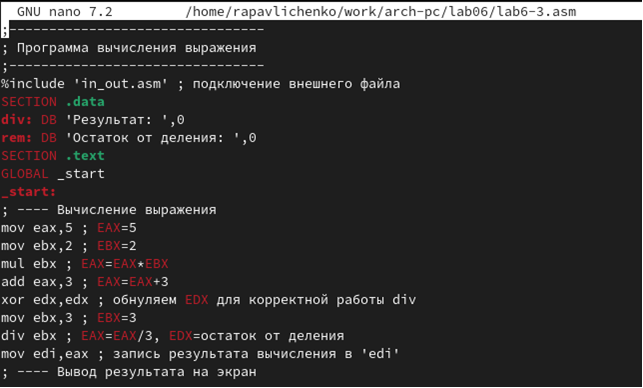 GNU nano 7.2 /home/rapavlichenko/work/arch-pc/lab06/lab6-3.asm
;--------------------------------
; Программа вычисления выражения
;--------------------------------
%include 'in_out.asm' ; подключение внешнего файла
SECTION .data
div: DB 'Результат: ',0
rem: DB 'Остаток от деления: ',0
SECTION .text
GLOBAL _start
_start:
; ---- Вычисление выражения
mov eax,5 ; EAX=5
mov ebx,2 ; EBX=2
mul ebx ; EAX=EAX*EBX
add eax,3 ; EAX=EAX+3
xor edx,edx ; обнуляем EDX для корректной работы div
mov ebx,3 ; EBX=3
div ebx ; EAX=EAX/3, EDX=остаток от деления
mov edi,eax ; запись результата вычисления в 'edi'
; ---- Вывод результата на экран